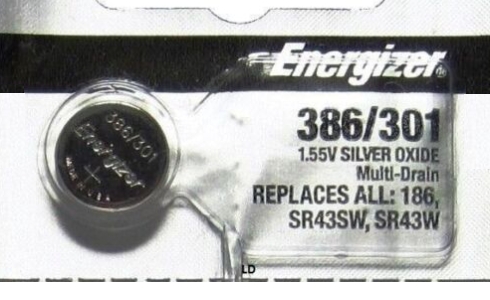 Energizer
386/301
1.55V SILVER OXIDE
Multi-Drain
REPLACES ALL: 186,
SR43SW, SR43W
386/301
Energizer
+
LD